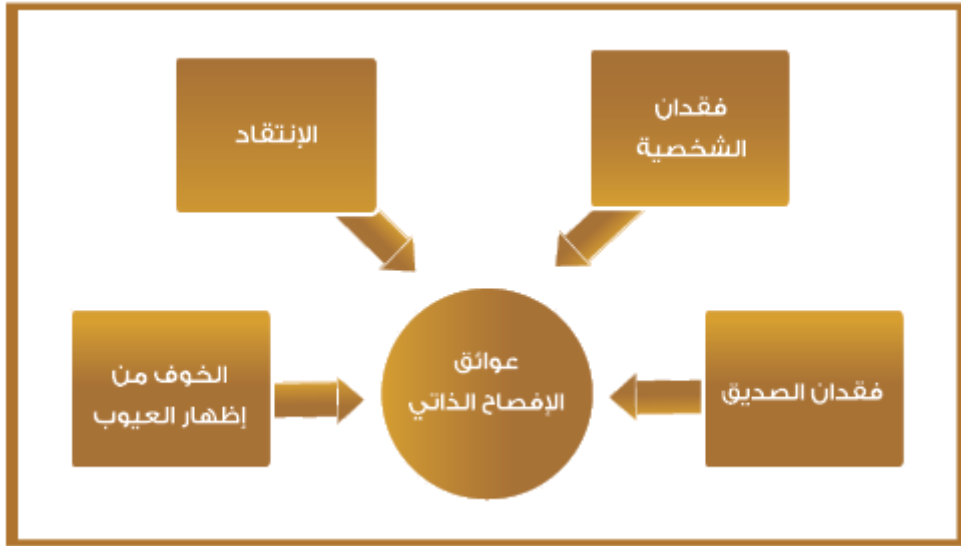 فقدان
الشخصية
الإنتقاد
عوائق
الإفصاح الذاتي
فقدان الصديق
الخوف من
إظهار العيوب